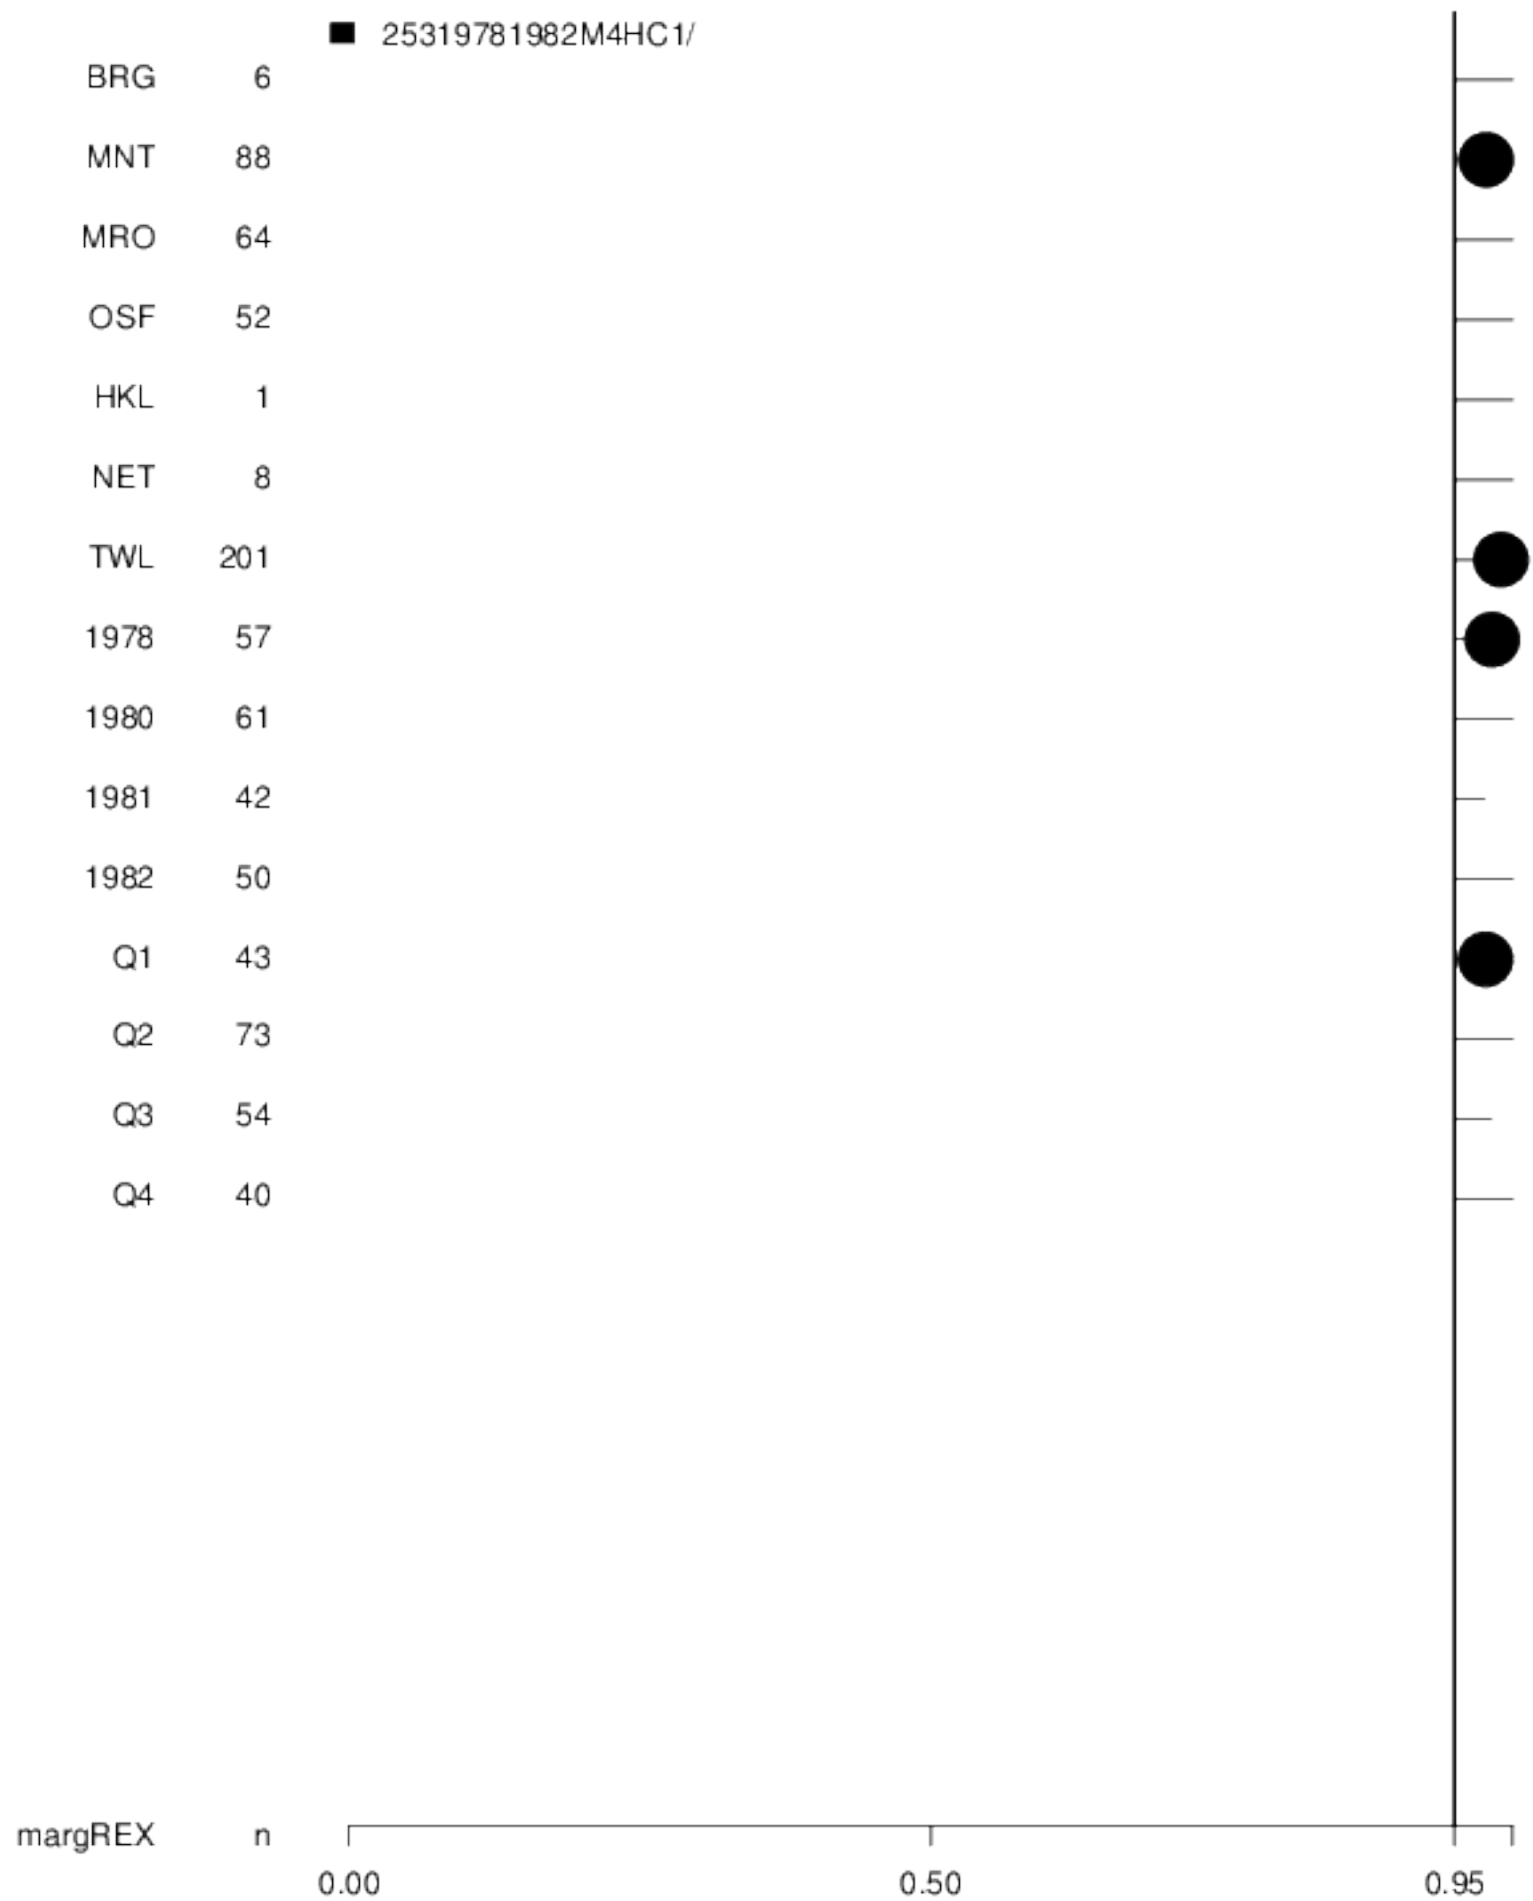 25319781982M4HC1/
BRG 6
MNT 88
MRO 64
OSF 52
HKL 1
NET 8
TWL 201
1978 57
1980 61
1981 42
1982 50
Q1 43
Q2 73
Q3 54
Q4 40
margREX n
0.00 0.50 0.95